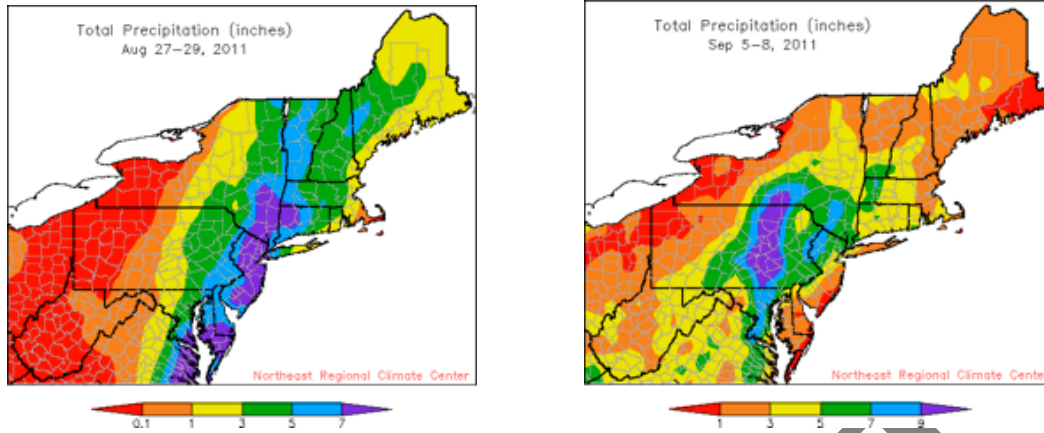 Total Precipitation (inches)
Aug 27-29, 2011
Northeast Regional Climate Center
0.1 1 3 5 7
Total Precipitation (inches)
Sep 5-8, 2011
Northeast Regional Climate Center
1 3 5 7 9